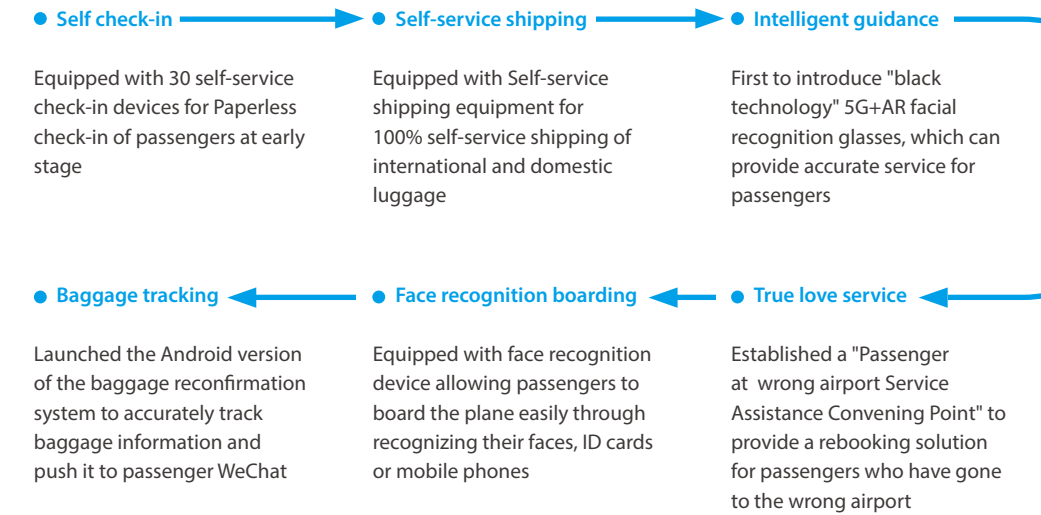 Self check-in
Equipped with 30 self-service
check-in devices for Paperless
check-in of passengers at early
stage
Self-service shipping
Equipped with Self-service
shipping equipment for
100% self-service shipping of
international and domestic
luggage
Intelligent guidance
First to introduce "black
technology" 5G+AR facial
recognition glasses, which can
provide accurate service for
passengers
True love service
Established a "Passenger
at wrong airport Service
Assistance Convening Point" to
provide a rebooking solution
for passengers who have gone
to the wrong airport
Face recognition boarding
Equipped with face recognition
device allowing passengers to
board the plane easily through
recognizing their faces, ID cards
or mobile phones
Baggage tracking
Launched the Android version
of the baggage reconfirmation
system to accurately track
baggage information and
push it to passenger WeChat